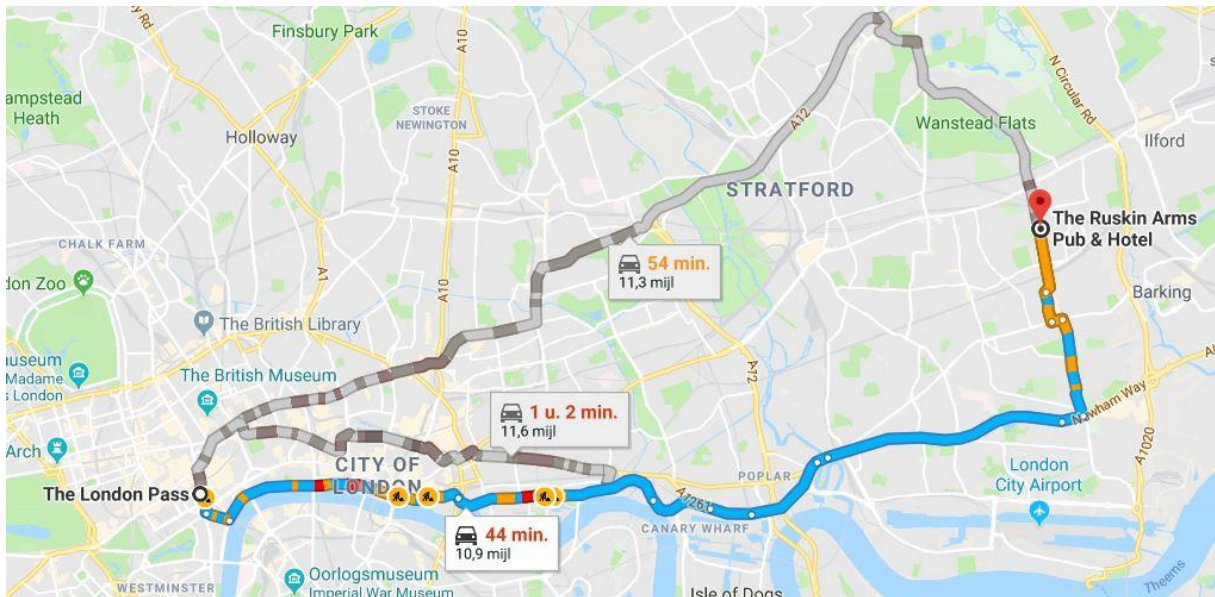 Finsbury Park
A10
ampstead
Heath
Holloway
STOKE
NEWINGTON
A10
A12
Wanstead Flats
N Circular Rd
Ilford
STRATFORD
The Ruskin Arms
Pub & Hotel
CHALK FARM
don Zoo
A1
A10
54 min.
11,3 mijl
Barking
The British Library
useum
Madame
s London
The British Museum
A12
Newham Way
1 u. 2 min.
11,6 mijl
Arch
A1020
CITY OF
LONDON
POPLAR
London
City Airport
The London Pass
A1261
44 min.
10,9 mijl
CANARY WHARF
WESTMINSTER
Oorlogsmuseum
Imperial War Museum
Isle of Dogs
Theems